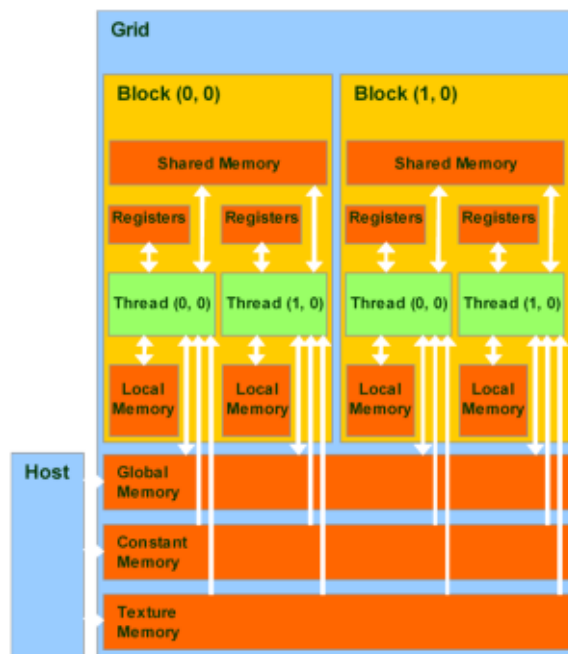 Grid
Block (0, 0)
Block (1, 0)
Shared Memory
Shared Memory
Registers
Registers
Registers
Registers
Thread (0, 0)
Thread (1, 0)
Thread (0, 0)
Thread (1, 0)
Local
Memory
Local
Memory
Local
Memory
Local
Memory
Host
Global
Memory
Constant
Memory
Texture
Memory